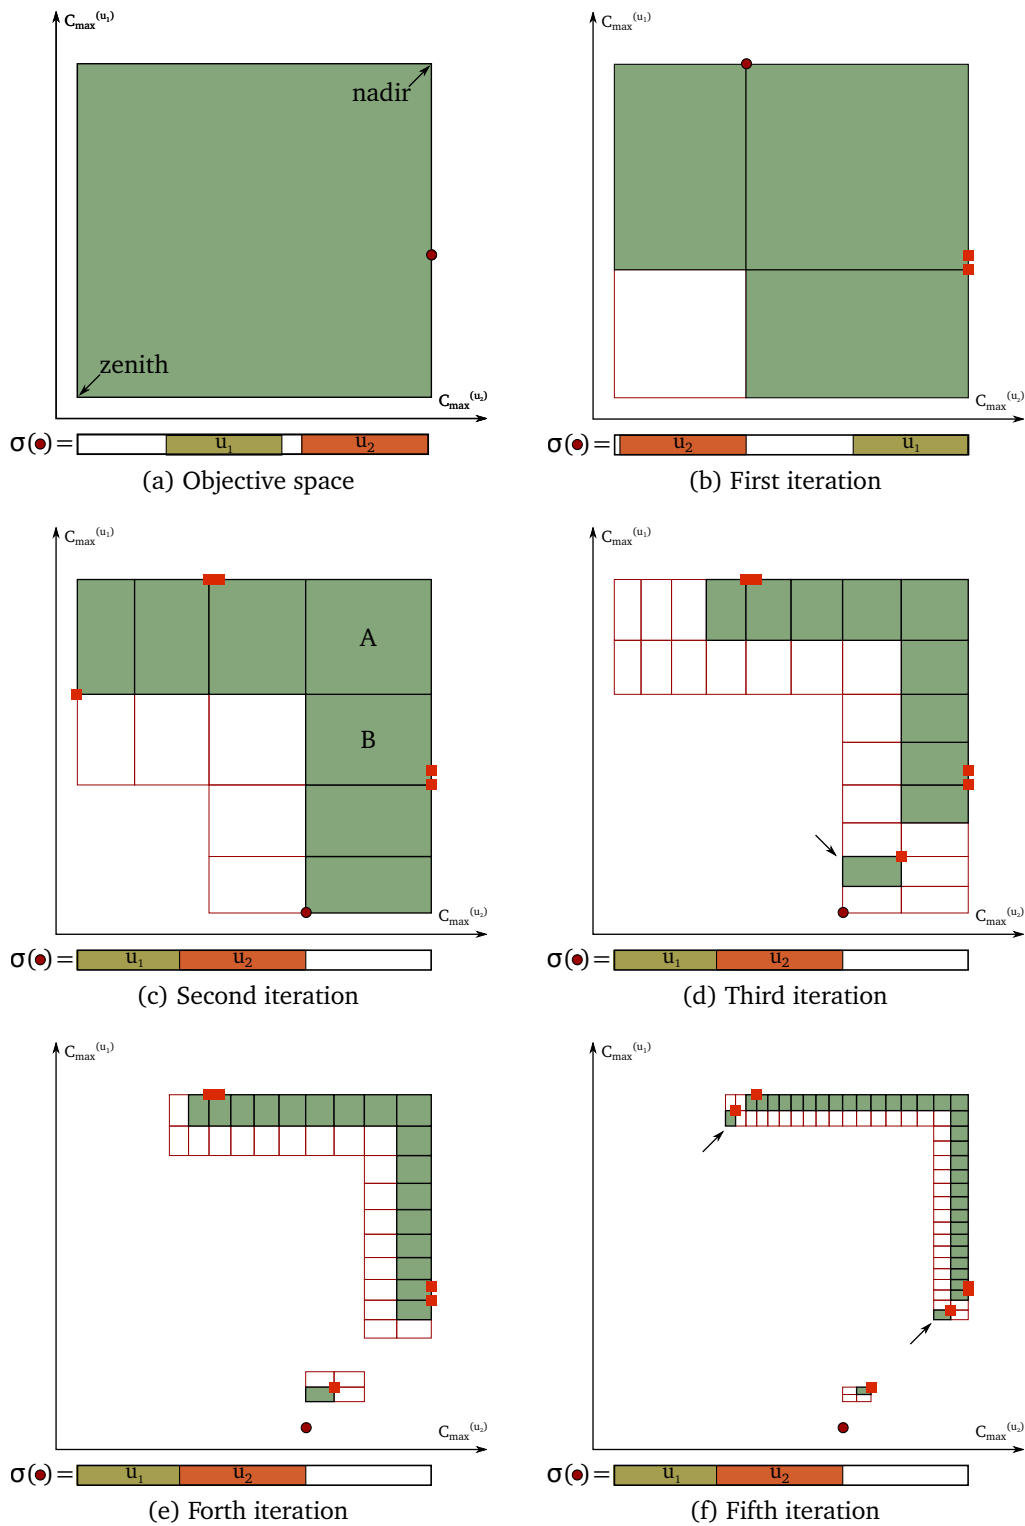 Cmax(u1)
nadir
zenith
Cmax(u2)
σ(·)= u1 u2
(a) Objective space
Cmax(u1)
Cmax(u2)
σ(·)= u2 u1
(b) First iteration
Cmax(u1)
A
B
Cmax(u2)
σ(·)= u1 u2
(c) Second iteration
Cmax(u1)
Cmax(u2)
σ(·)= u1 u2
(d) Third iteration
Cmax(u1)
Cmax(u2)
σ(·)= u1 u2
(e) Forth iteration
Cmax(u1)
Cmax(u2)
σ(·)= u1 u2
(f) Fifth iteration